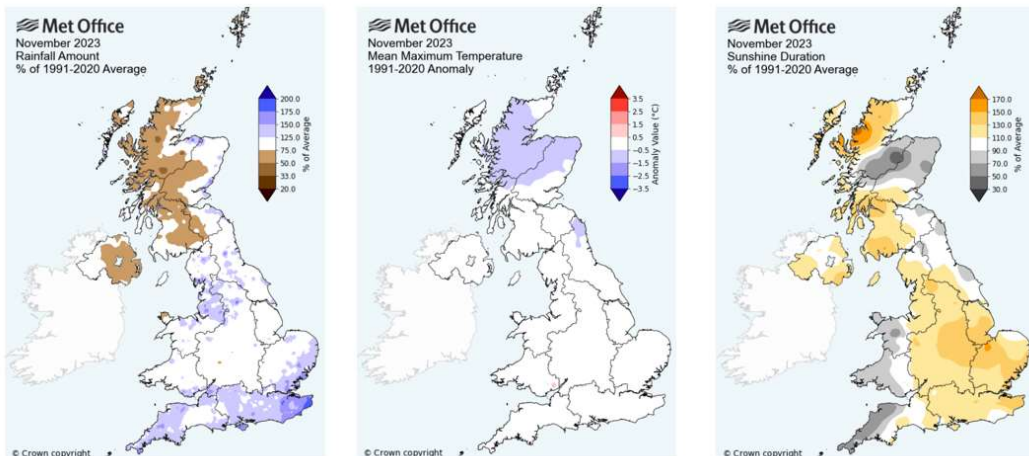 Met Office
November 2023
Rainfall Amount
% of 1991-2020 Average
200.0
175.0
150.0
125.0
75.0
50.0
33.0
20.0
% of Average
© Crown copyright
Met Office
November 2023
Mean Maximum Temperature
1991-2020 Anomaly
3.5
2.5
1.5
0.5
−0.5
−1.5
−2.5
−3.5
Anomaly Value (°C)
© Crown copyright
Met Office
November 2023
Sunshine Duration
% of 1991-2020 Average
170.0
150.0
130.0
110.0
90.0
70.0
50.0
30.0
% of Average
© Crown copyright